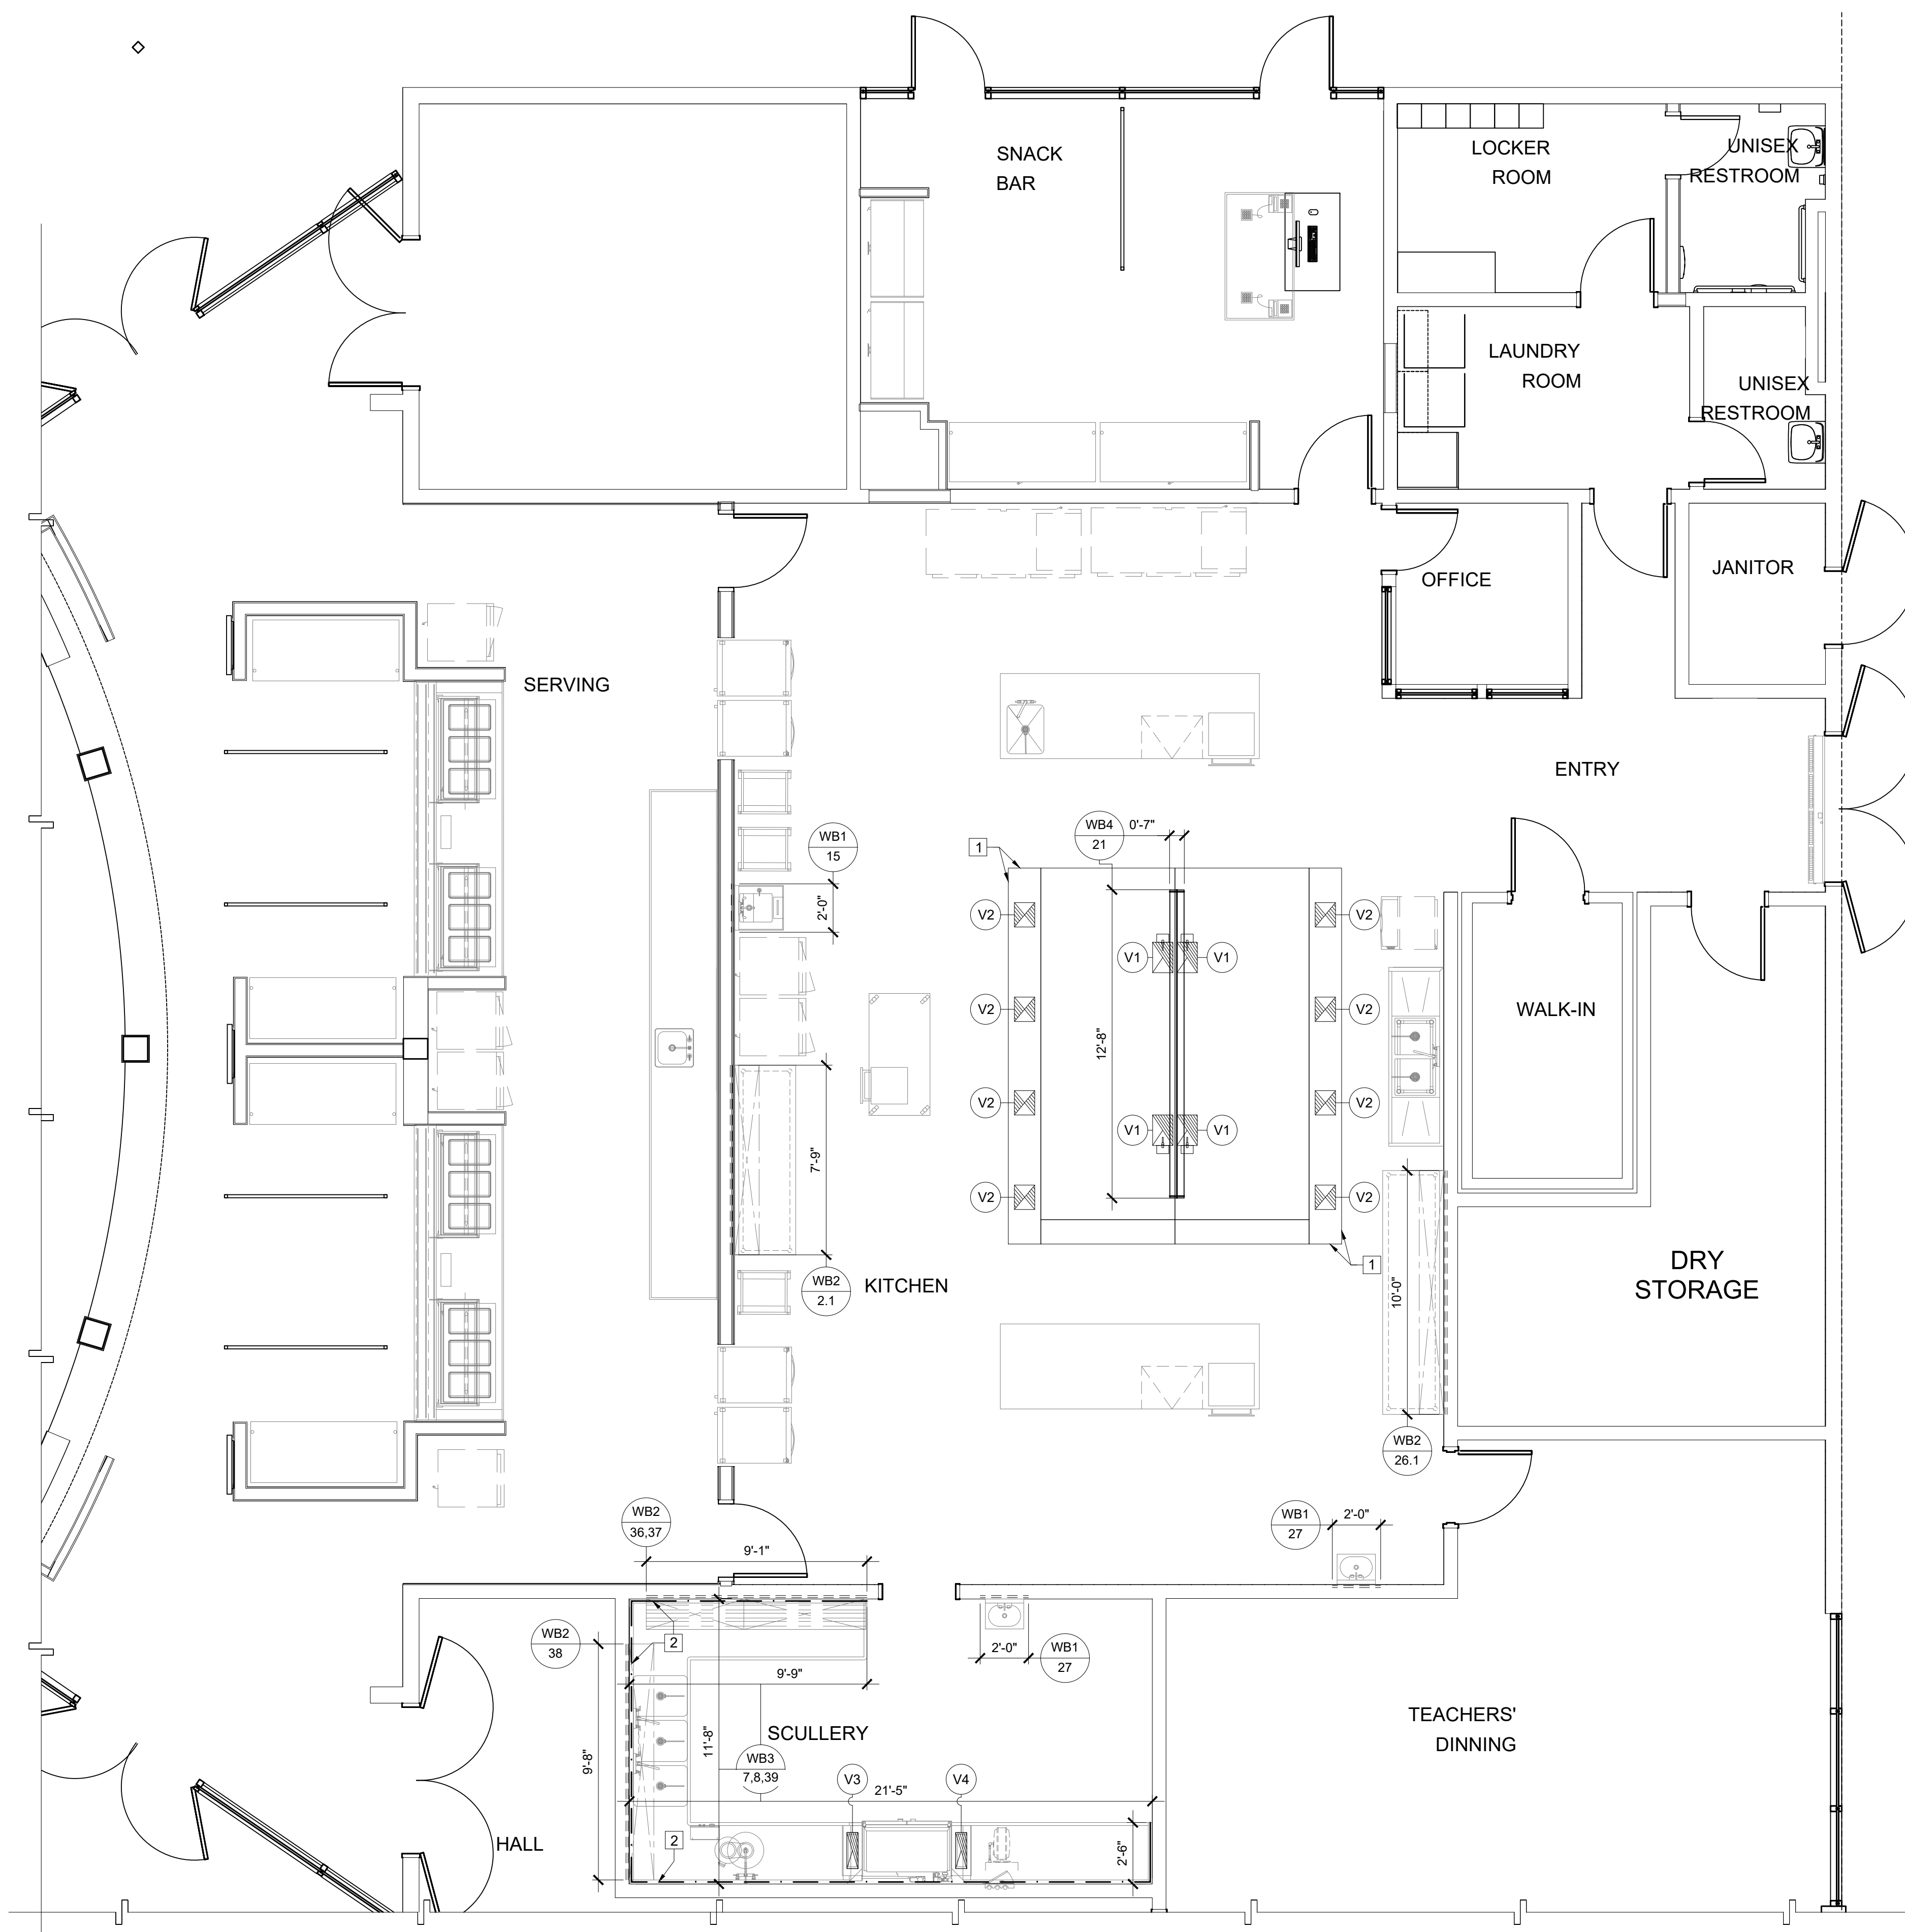 SNACK
BAR
LOCKER
ROOM
UNISEX
RESTROOM
LAUNDRY
ROOM
UNISEX
RESTROOM
OFFICE
JANITOR
SERVING
ENTRY
WB4
21
0'-7"
WB1
15
1
2'-0"
V2
V2
V1
V1
V2
V2
WALK-IN
12'-8"
V2
V2
V1
V1
7'-9"
V2
V2
DRY
STORAGE
1
WB2
2.1
KITCHEN
10'-0"
WB2
26.1
WB2
36,37
WB1
27
2'-0"
9'-1"
WB2
38
2
2'-0"
WB1
27
9'-9"
TEACHERS'
DINNING
SCULLERY
11'-8"
9'-8"
WB3
7,8,39
V3
V4
21'-5"
2
HALL
2'-6"